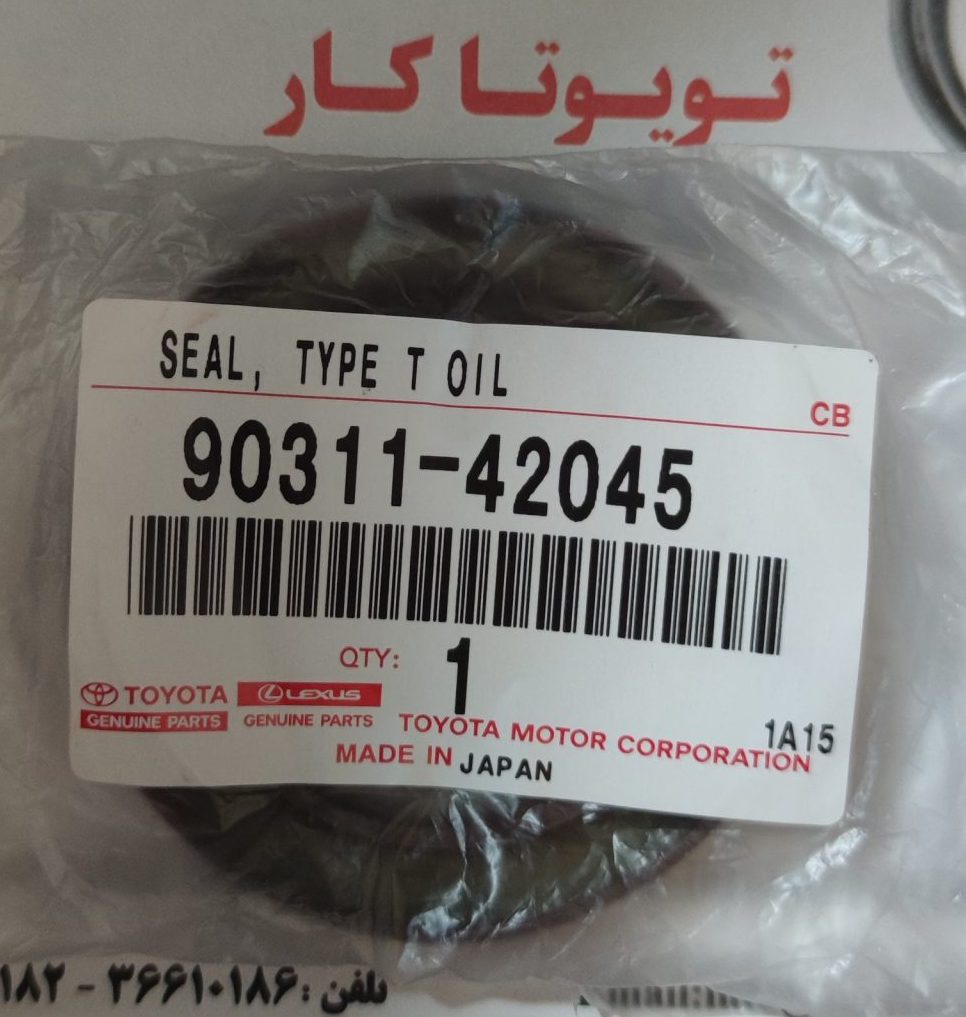 تویوتا کار
SEAL, TYPE T OIL
CB
90311-42045
QTY: 1
TOYOTA LEXUS
GENUINE PARTS GENUINE PARTS
TOYOTA MOTOR CORPORATION 1A15
MADE IN JAPAN
تلفن: ۳۶۶۱۰۱۸۶ - ۱۸۲